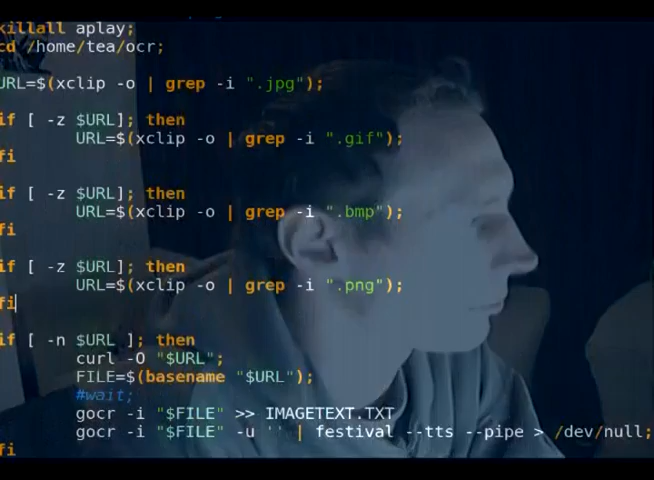 killall aplay;
cd /home/tea/ocr;
URL=$(xclip -o | grep -i ".jpg");
if [ -z $URL]; then
URL=$(xclip -o | grep -i ".gif");
fi
if [ -z $URL]; then
URL=$(xclip -o | grep -i ".bmp");
fi
if [ -z $URL]; then
URL=$(xclip -o | grep -i ".png");
fi
if [ -n $URL ]; then
curl -O "$URL";
FILE=$(basename "$URL");
#wait;
gocr -i "$FILE" >> IMAGETEXT.TXT
gocr -i "$FILE" -u '' | festival --tts --pipe > /dev/null;
fi